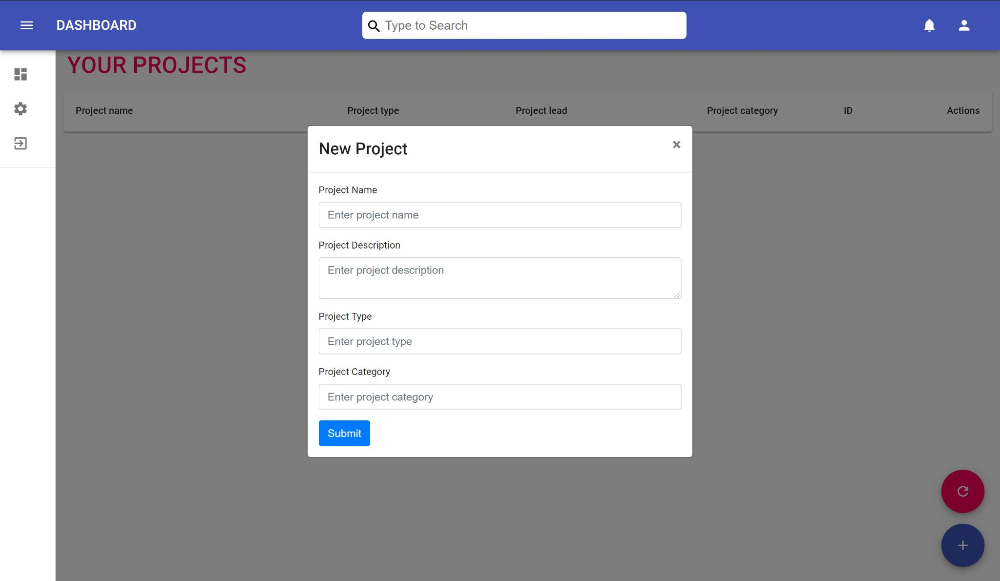 DASHBOARD
Type to Search
YOUR PROJECTS
Project name Project type Project lead Project category ID Actions
New Project ×
Project Name
Enter project name
Project Description
Enter project description
Project Type
Enter project type
Project Category
Enter project category
Submit